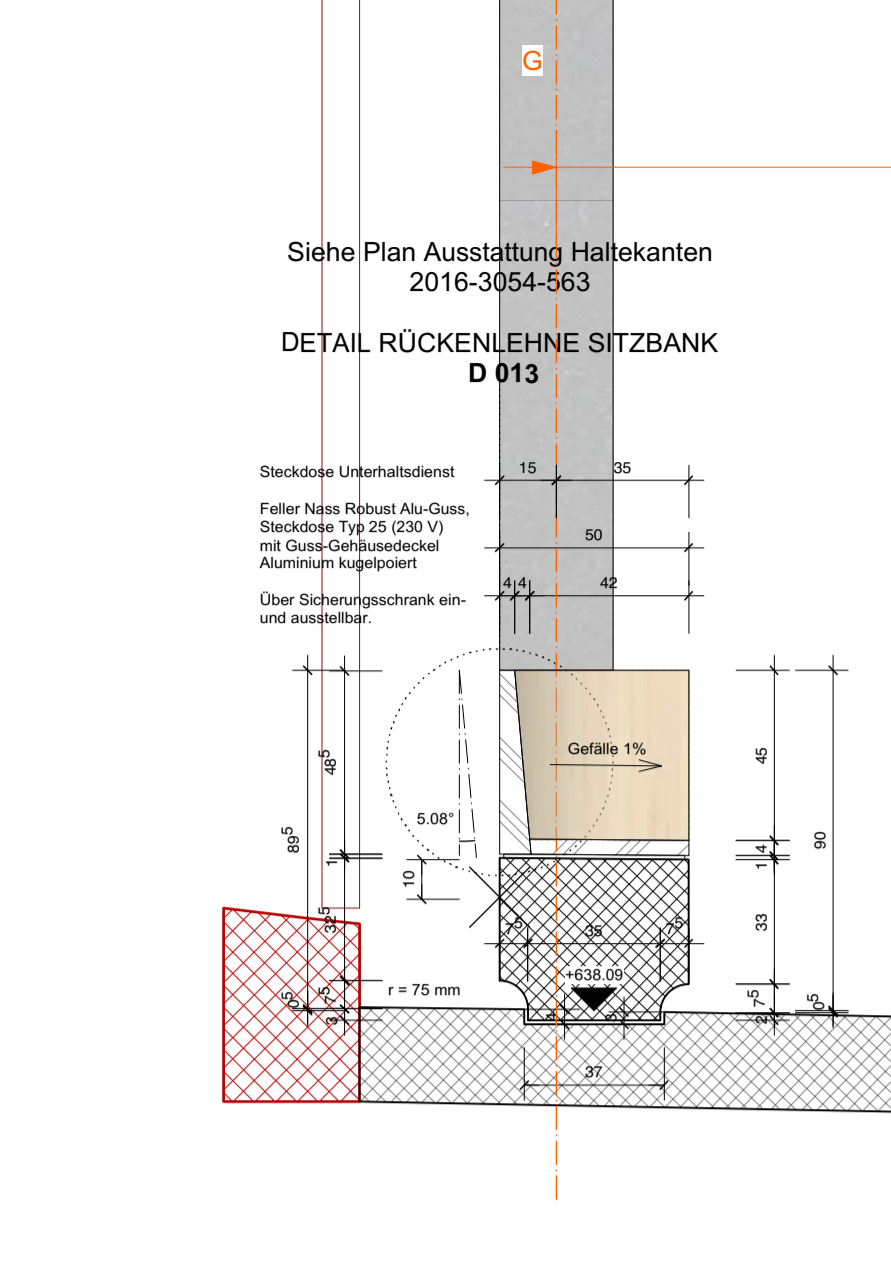 G
Siehe Plan Ausstattung Haltekanten
2016-3054-563
DETAIL RÜCKENLEHNE SITZBANK
D 013
Steckdose Unterhaltsdienst
Feller Nass Robust Alu-Guss,
Steckdose Typ 25 (230 V)
mit Guss-Gehäusedeckel
Aluminium kugelpoiert
Über Sicherungsschrank ein-
und ausstellbar.
15 35
50
4 4 42
Gefälle 1%
5.08°
10
89⁵
0⁵
48⁵
1
32⁵
7⁵
3
45
4
1
33
7⁵
2
90
0⁵
7⁵ 35 7⁵
+638.09
r = 75 mm
4 3
37